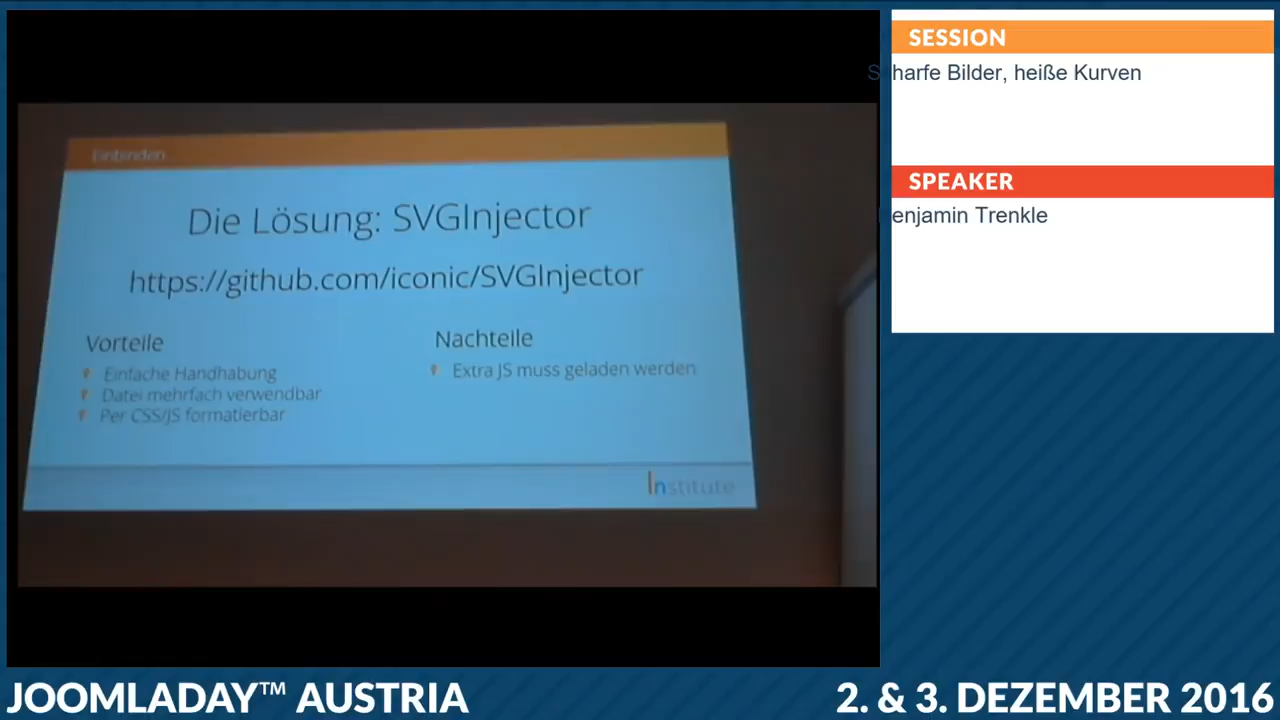 SESSION
Scharfe Bilder, heiße Kurven
SPEAKER
Benjamin Trenkle
Einbinden
Die Lösung: SVGInjector
https://github.com/iconic/SVGInjector
Vorteile
Einfache Handhabung
Datei mehrfach verwendbar
Per CSS/JS formatierbar
Nachteile
Extra JS muss geladen werden
Institute
JOOMLADAY™ AUSTRIA
2. & 3. DEZEMBER 2016